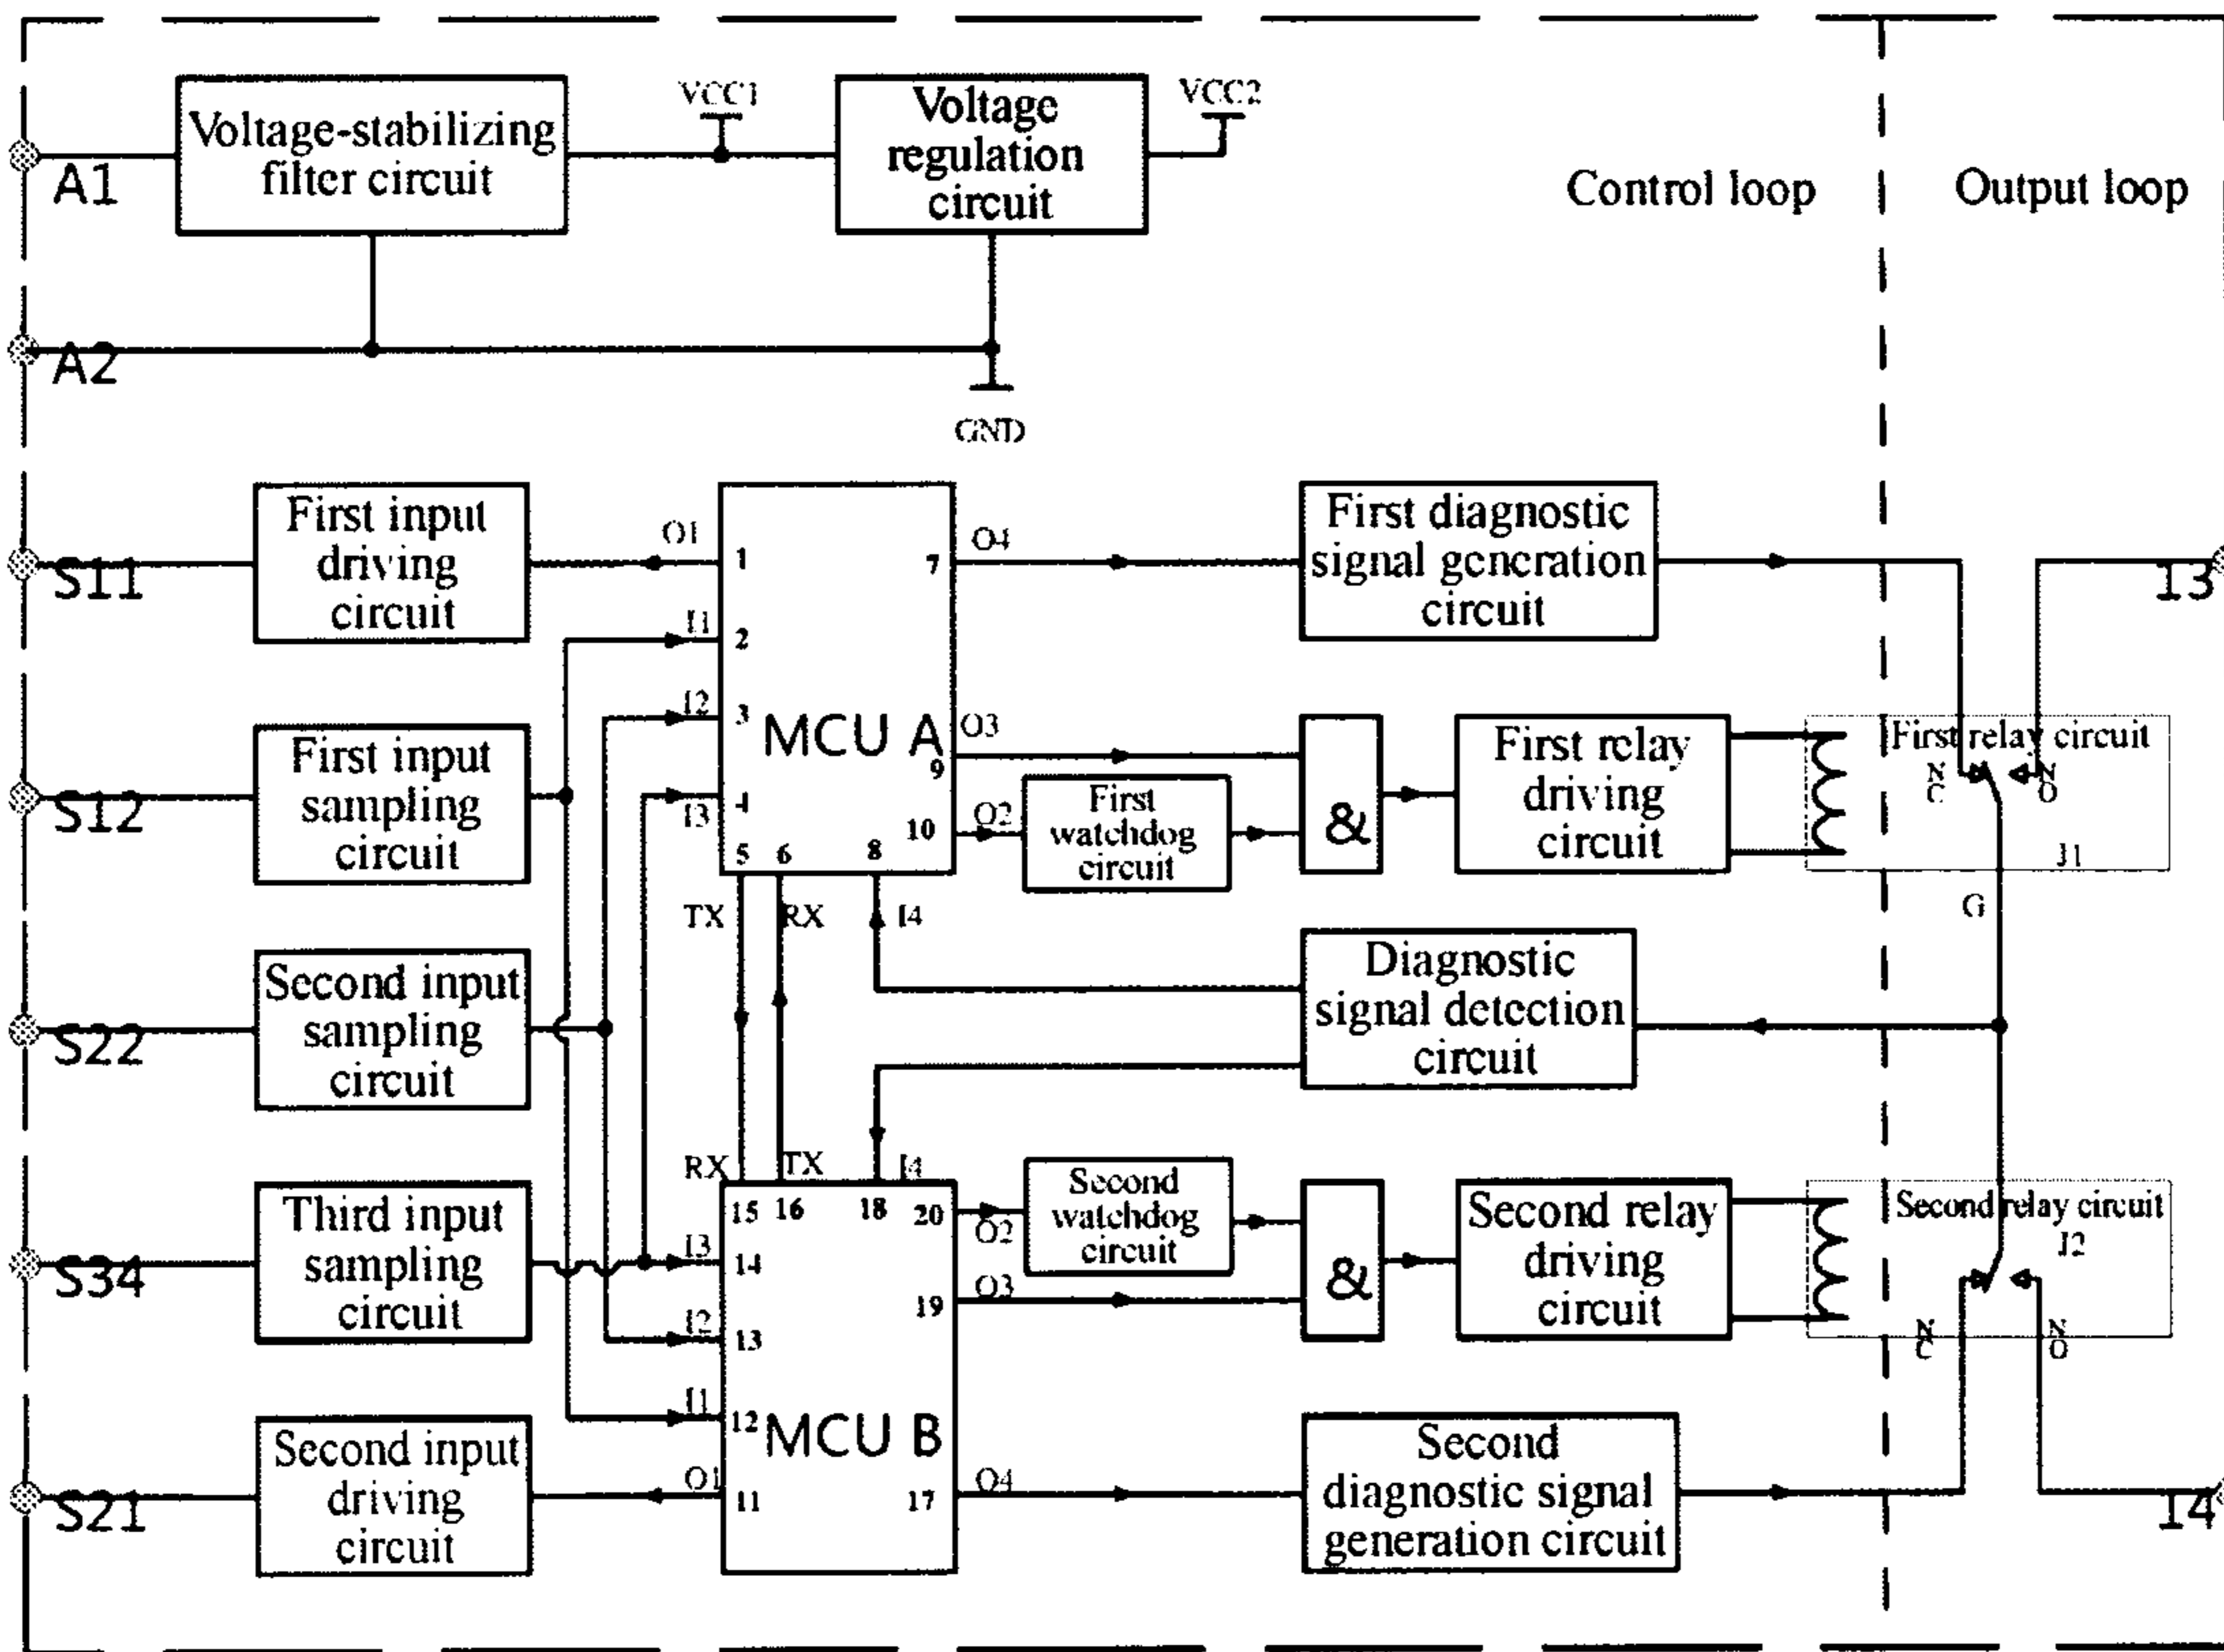 VCC1
VCC2
Voltage-stabilizing
filter circuit
Voltage
regulation
circuit
A1
Control loop
Output loop
A2
GND
First input
driving
circuit
S11
O1
1
7
O4
First diagnostic
signal generation
circuit
13
I1
2
I2
3
MCU A
O3
9
First input
sampling
circuit
S12
4
I3
10
O2
First
watchdog
circuit
&
First relay
driving
circuit
First relay circuit
NC
NO
J1
5
6
8
TX
RX
I4
G
Second input
sampling
circuit
S22
Diagnostic
signal detection
circuit
RX
TX
I4
15
16
18
20
O2
Second
watchdog
circuit
&
Second relay
driving
circuit
Second relay circuit
J2
NC
NO
Third input
sampling
circuit
S34
I3
14
19
O3
I2
13
I1
12
MCU B
Second input
driving
circuit
S21
O1
11
17
O4
Second
diagnostic signal
generation circuit
14